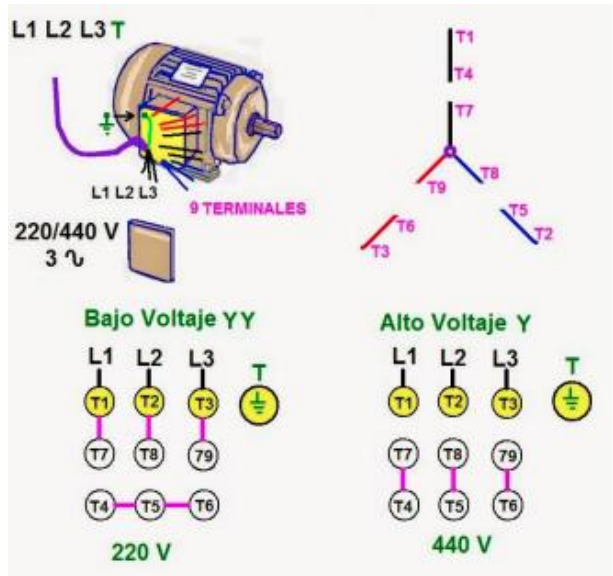 L1 L2 L3 T
L1 L2 L3
9 TERMINALES
220/440 V
3 ∿
T1
T4
T7
T9
T8
T6
T5
T3
T2
Bajo Voltaje YY
L1 L2 L3
T
T1 T2 T3
T7 T8 79
T4 T5 T6
220 V
Alto Voltaje Y
L1 L2 L3
T
T1 T2 T3
T7 T8 79
T4 T5 T6
440 V